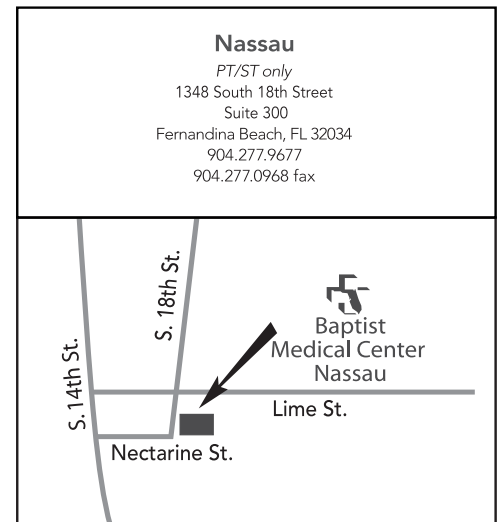 Nassau
PT/ST only
1348 South 18th Street
Suite 300
Fernandina Beach, FL 32034
904.277.9677
904.277.0968 fax
S. 18th St.
Baptist
Medical Center
Nassau
S. 14th St.
Lime St.
Nectarine St.